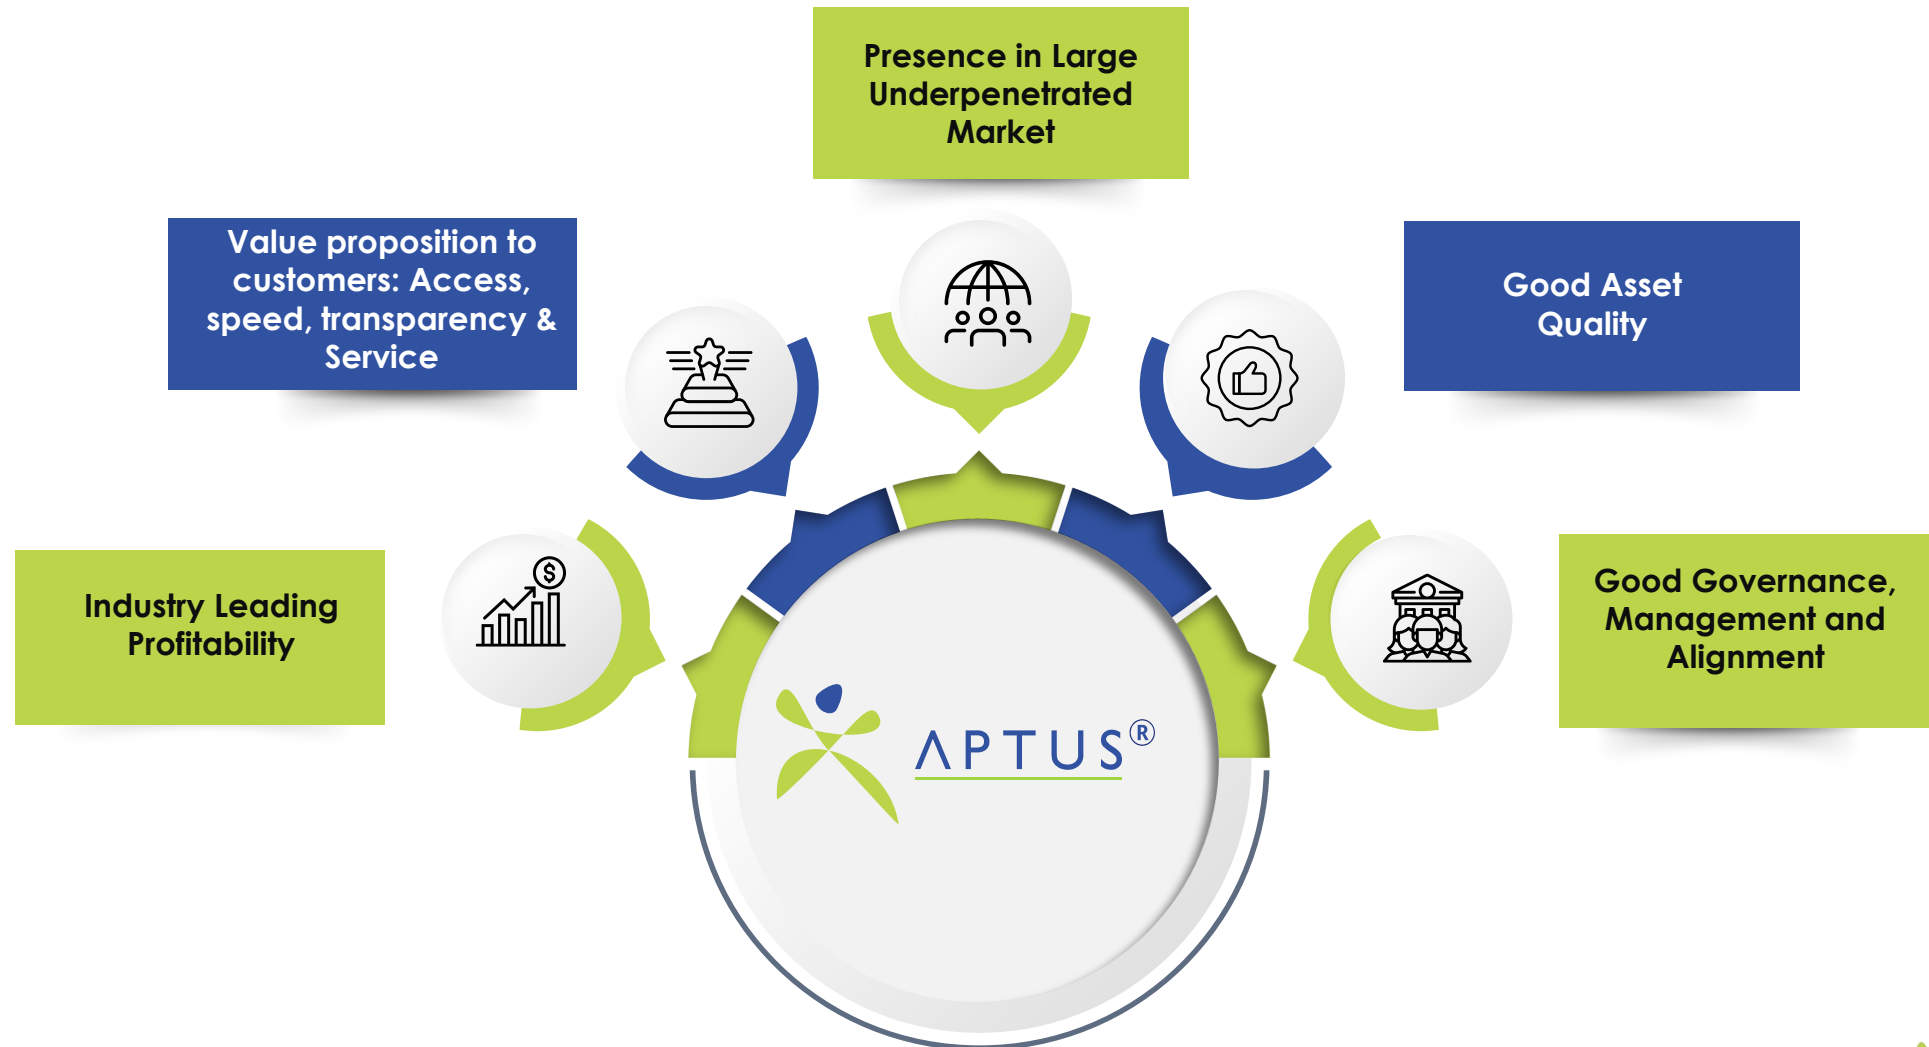 Presence in Large
Underpenetrated
Market
Value proposition to
customers: Access,
speed, transparency &
Service
Good Asset
Quality
Industry Leading
Profitability
$
Good Governance,
Management and
Alignment
APTUS®